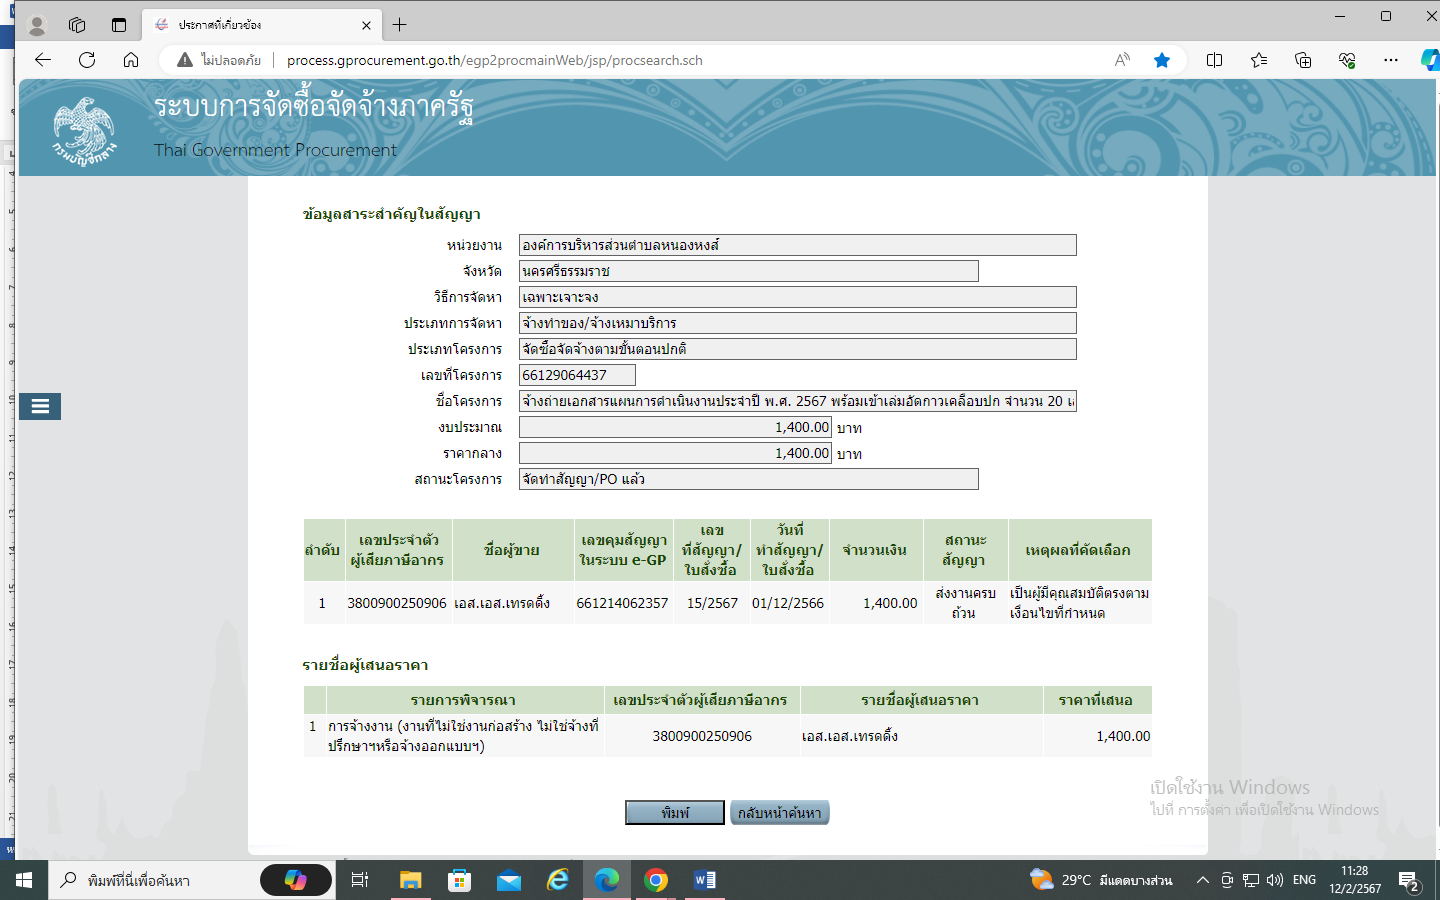 ประกาศที่เกี่ยวข้อง
ไม่ปลอดภัย
process.gprocurement.go.th/egp2procmainWeb/jsp/procsearch.sch
ระบบการจัดซื้อจัดจ้างภาครัฐ
Thai Government Procurement
กรมบัญชีกลาง
ข้อมูลสาระสำคัญในสัญญา
หน่วยงาน องค์การบริหารส่วนตำบลหนองหงส์
จังหวัด นครศรีธรรมราช
วิธีการจัดหา เฉพาะเจาะจง
ประเภทการจัดหา จ้างทำของ/จ้างเหมาบริการ
ประเภทโครงการ จัดซื้อจัดจ้างตามขั้นตอนปกติ
เลขที่โครงการ 66129064437
ชื่อโครงการ จ้างถ่ายเอกสารแผนการดำเนินงานประจำปี พ.ศ. 2567 พร้อมเข้าเล่มอัดกาวเคลือบปก จำนวน 20 เ
งบประมาณ 1,400.00 บาท
ราคากลาง 1,400.00 บาท
สถานะโครงการ จัดทำสัญญา/PO แล้ว
ลำดับ เลขประจำตัวผู้เสียภาษีอากร ชื่อผู้ขาย เลขคุมสัญญาในระบบ e-GP เลขที่สัญญา/ใบสั่งซื้อ วันที่ทำสัญญา/ใบสั่งซื้อ จำนวนเงิน สถานะสัญญา เหตุผลที่คัดเลือก
1 3800900250906 เอส.เอส.เทรดดิ้ง 661214062357 15/2567 01/12/2566 1,400.00 ส่งงานครบถ้วน เป็นผู้มีคุณสมบัติตรงตามเงื่อนไขที่กำหนด
รายชื่อผู้เสนอราคา
รายการพิจารณา เลขประจำตัวผู้เสียภาษีอากร รายชื่อผู้เสนอราคา ราคาที่เสนอ
1 การจ้างงาน (งานที่ไม่ใช่งานก่อสร้าง ไม่ใช่จ้างที่ปรึกษาฯหรือจ้างออกแบบฯ) 3800900250906 เอส.เอส.เทรดดิ้ง 1,400.00
พิมพ์ กลับหน้าค้นหา
เปิดใช้งาน Windows
ไปที่ การตั้งค่า เพื่อเปิดใช้งาน Windows
พิมพ์ที่นี่เพื่อค้นหา
29°C มีแดดบางส่วน
ENG
11:28
12/2/2567
2